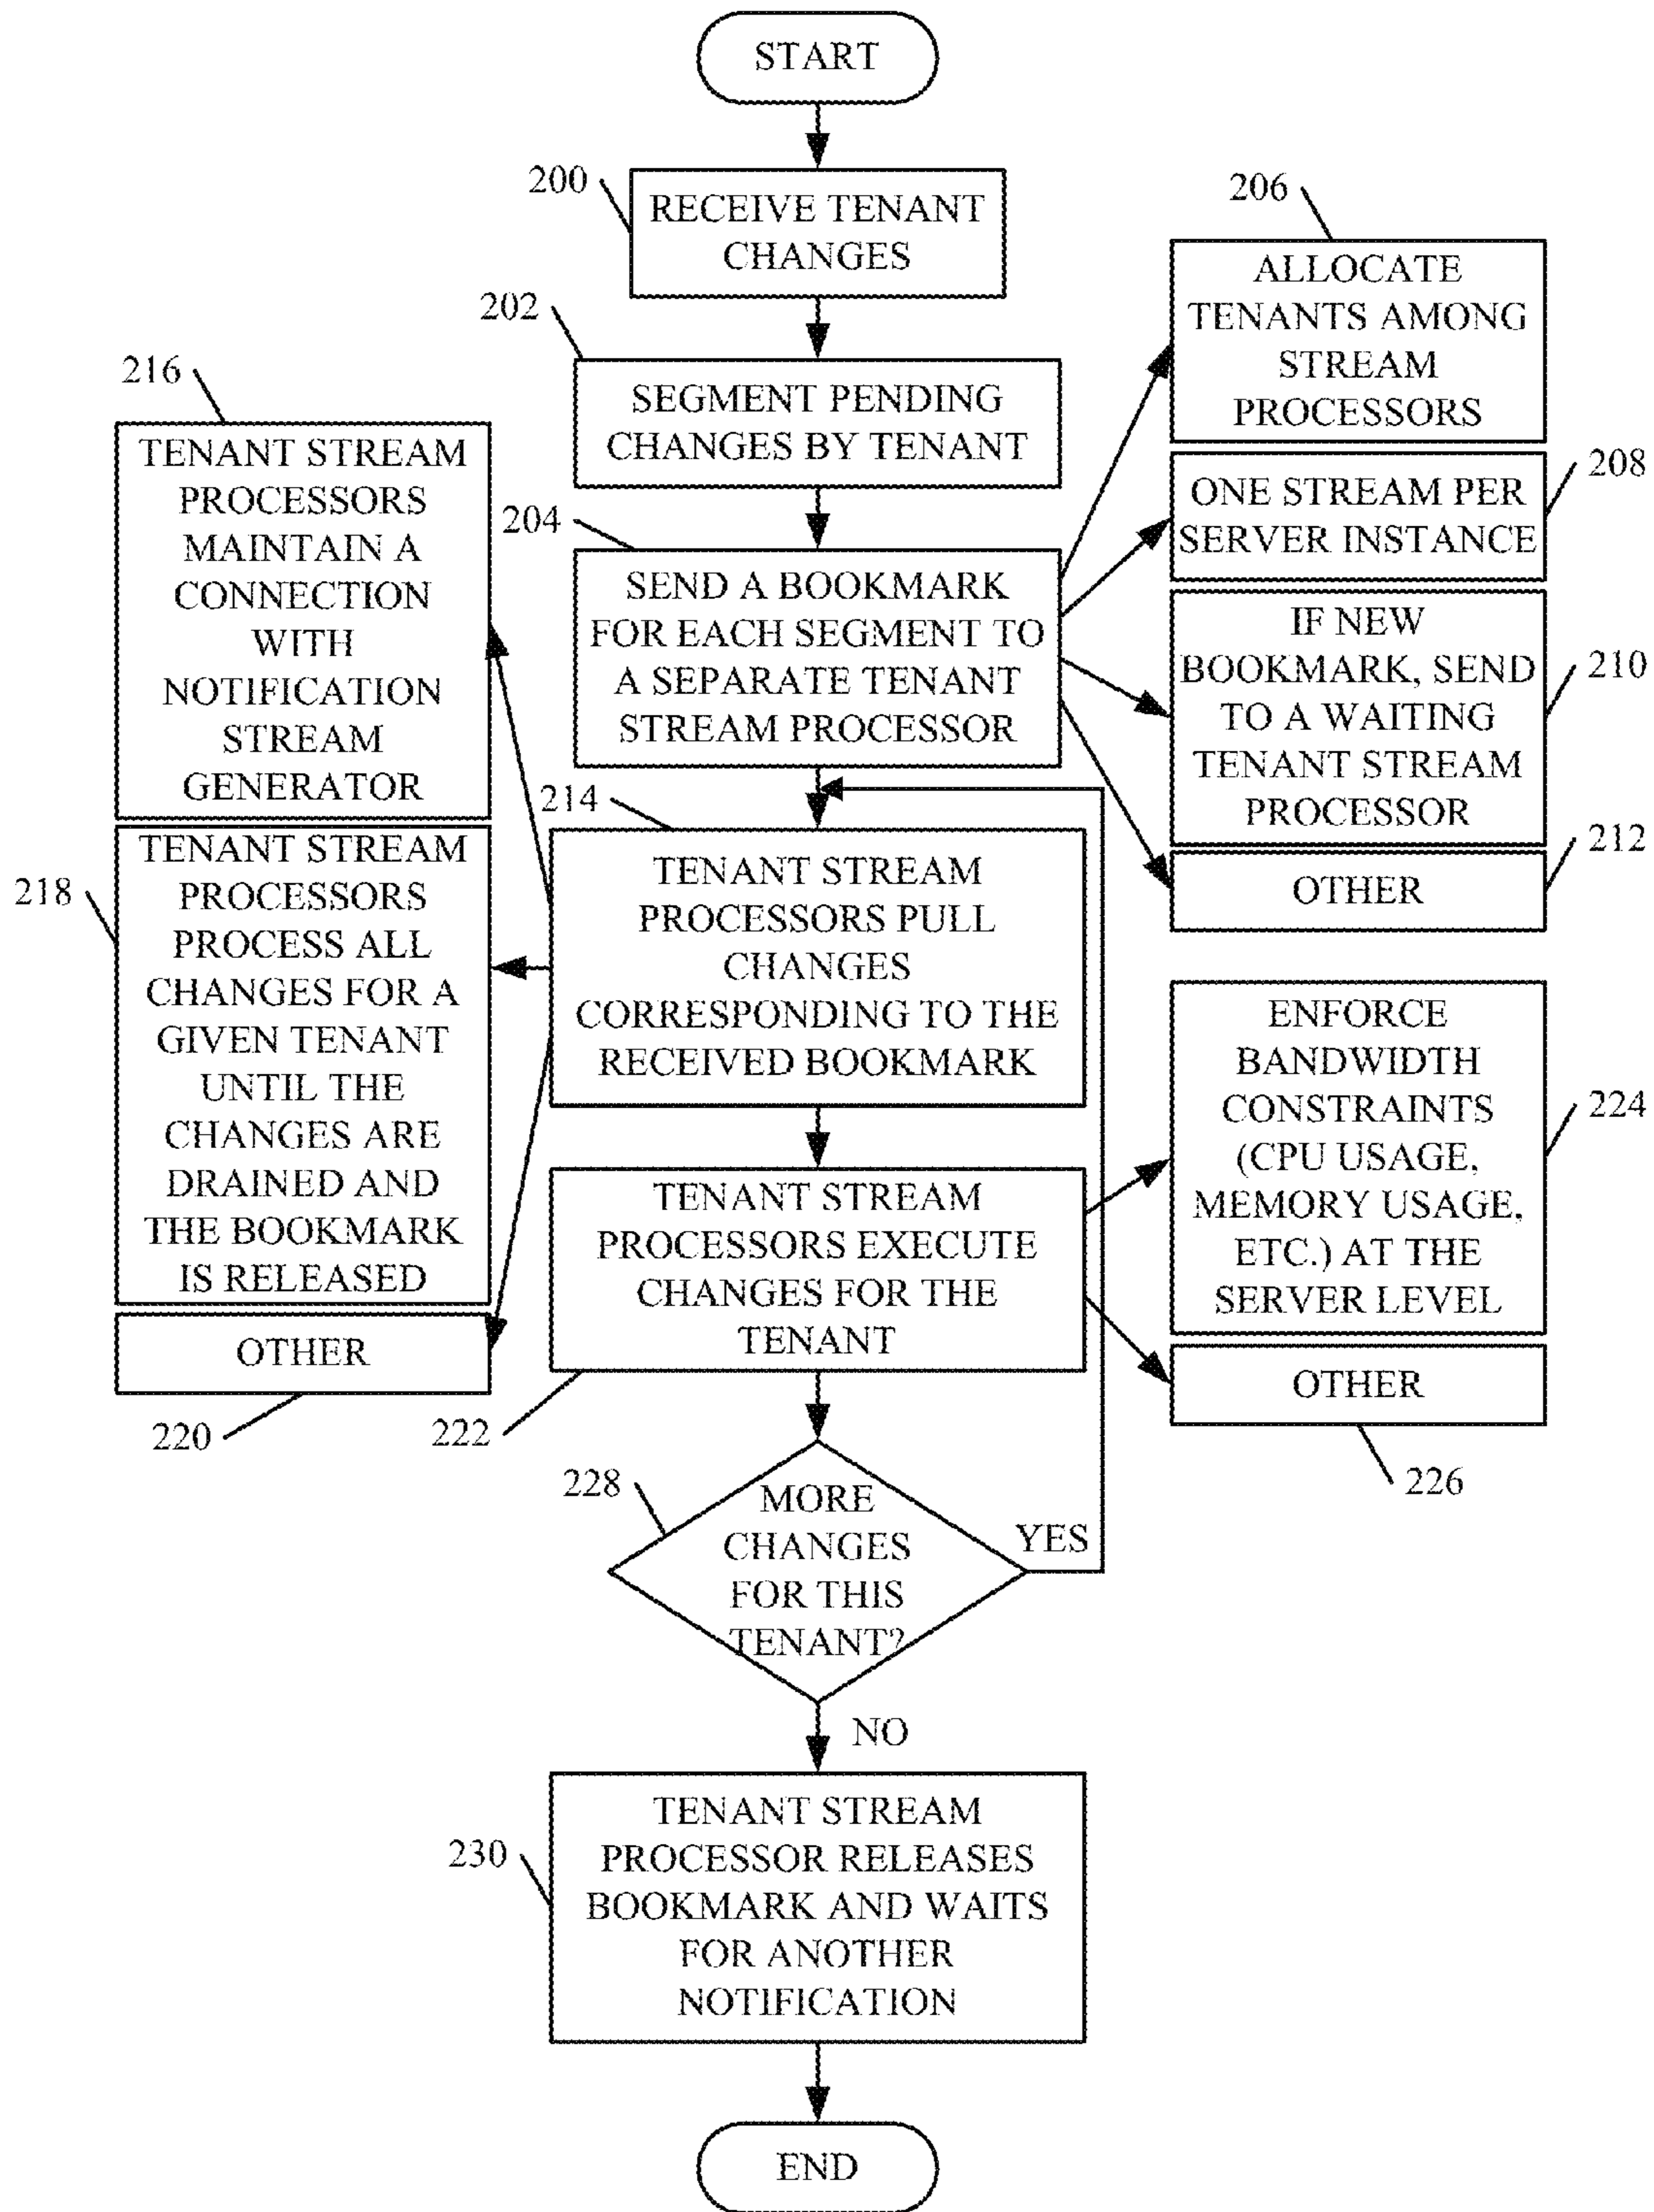 START
200
RECEIVE TENANT
CHANGES
202
SEGMENT PENDING
CHANGES BY TENANT
204
SEND A BOOKMARK
FOR EACH SEGMENT TO
A SEPARATE TENANT
STREAM PROCESSOR
206
ALLOCATE
TENANTS AMONG
STREAM
PROCESSORS
208
ONE STREAM PER
SERVER INSTANCE
210
IF NEW
BOOKMARK, SEND
TO A WAITING
TENANT STREAM
PROCESSOR
212
OTHER
214
TENANT STREAM
PROCESSORS PULL
CHANGES
CORRESPONDING TO THE
RECEIVED BOOKMARK
216
TENANT STREAM
PROCESSORS
MAINTAIN A
CONNECTION
WITH
NOTIFICATION
STREAM
GENERATOR
218
TENANT STREAM
PROCESSORS
PROCESS ALL
CHANGES FOR A
GIVEN TENANT
UNTIL THE
CHANGES ARE
DRAINED AND
THE BOOKMARK
IS RELEASED
OTHER
220
222
TENANT STREAM
PROCESSORS EXECUTE
CHANGES FOR THE
TENANT
224
ENFORCE
BANDWIDTH
CONSTRAINTS
(CPU USAGE,
MEMORY USAGE,
ETC.) AT THE
SERVER LEVEL
OTHER
226
228
MORE
CHANGES
FOR THIS
TENANT?
YES
NO
230
TENANT STREAM
PROCESSOR RELEASES
BOOKMARK AND WAITS
FOR ANOTHER
NOTIFICATION
END